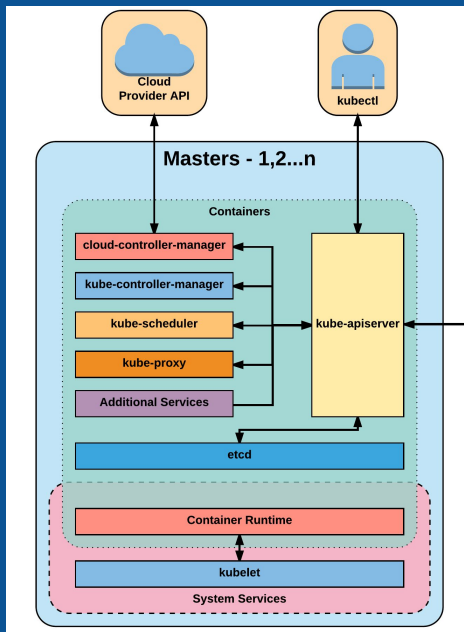 Cloud
Provider API
kubectl
Masters - 1,2...n
Containers
cloud-controller-manager
kube-controller-manager
kube-scheduler
kube-proxy
Additional Services
kube-apiserver
etcd
Container Runtime
kubelet
System Services